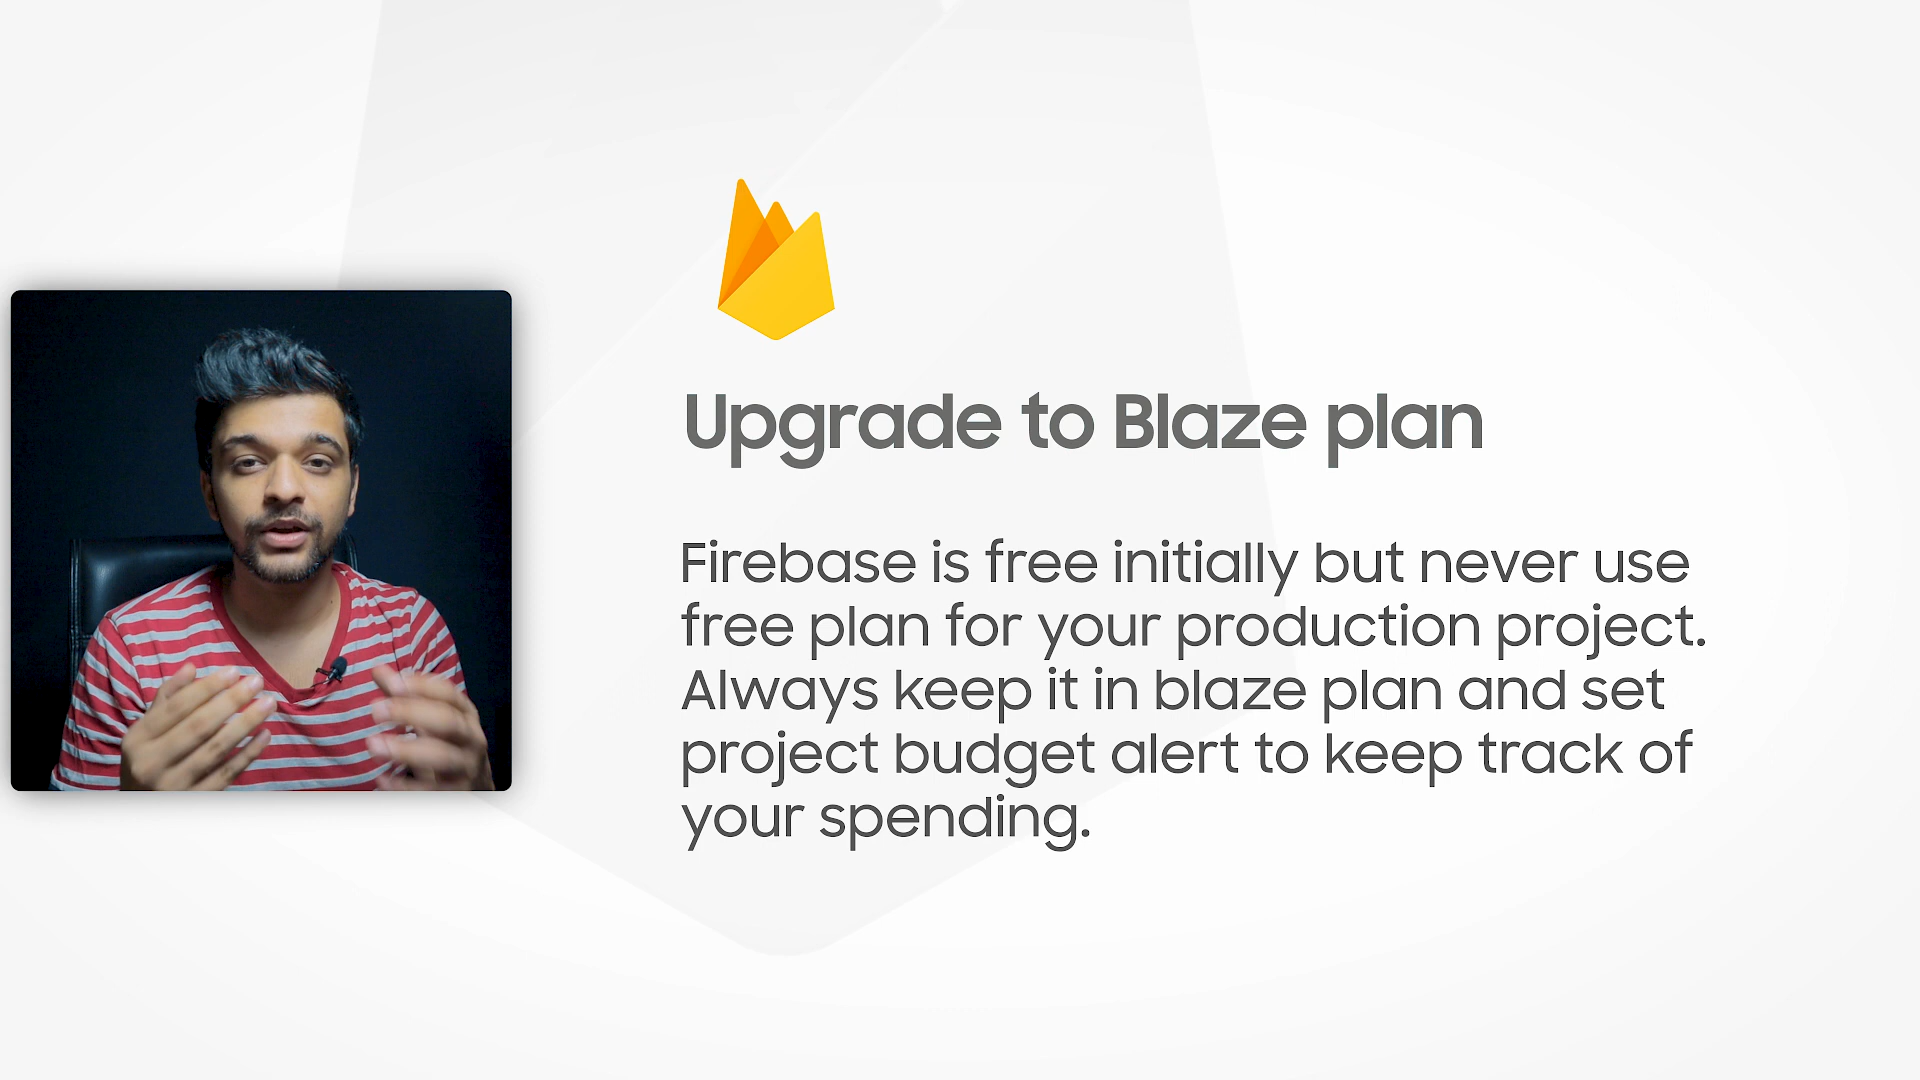 Upgrade to Blaze plan
Firebase is free initially but never use
free plan for your production project.
Always keep it in blaze plan and set
project budget alert to keep track of
your spending.